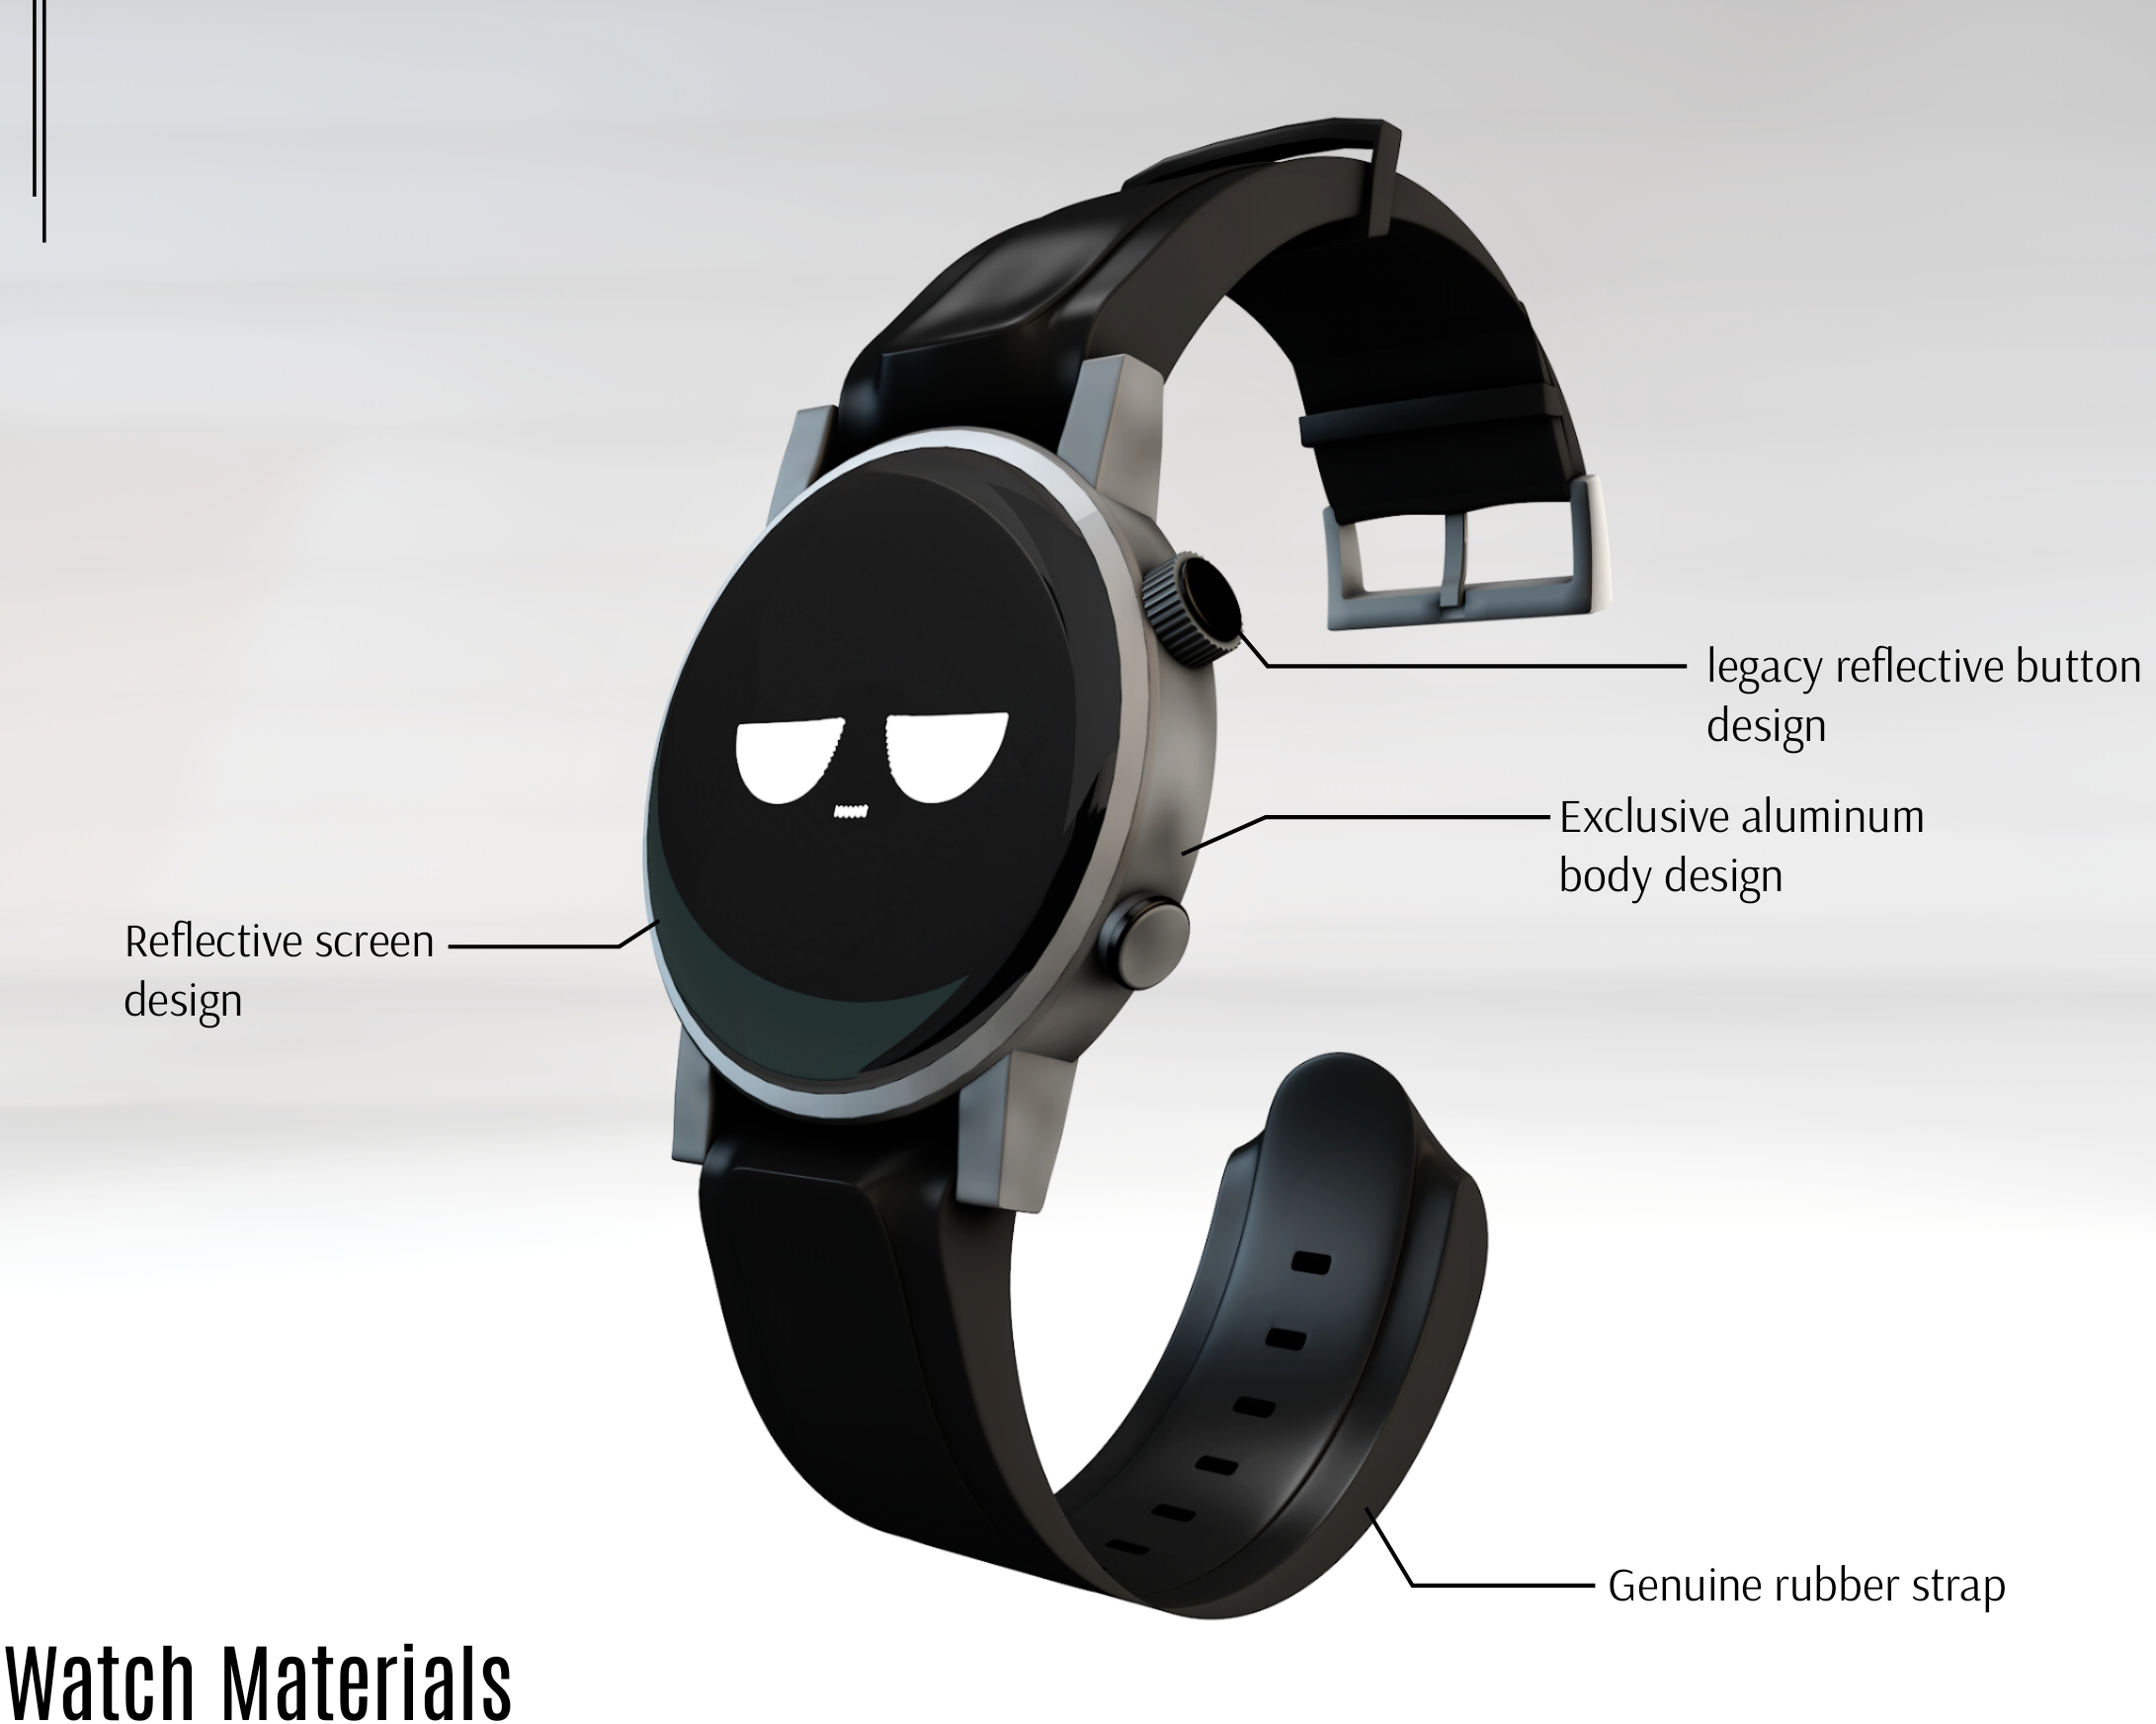 legacy reflective button
design
Exclusive aluminum
body design
Reflective screen
design
Genuine rubber strap
Watch Materials